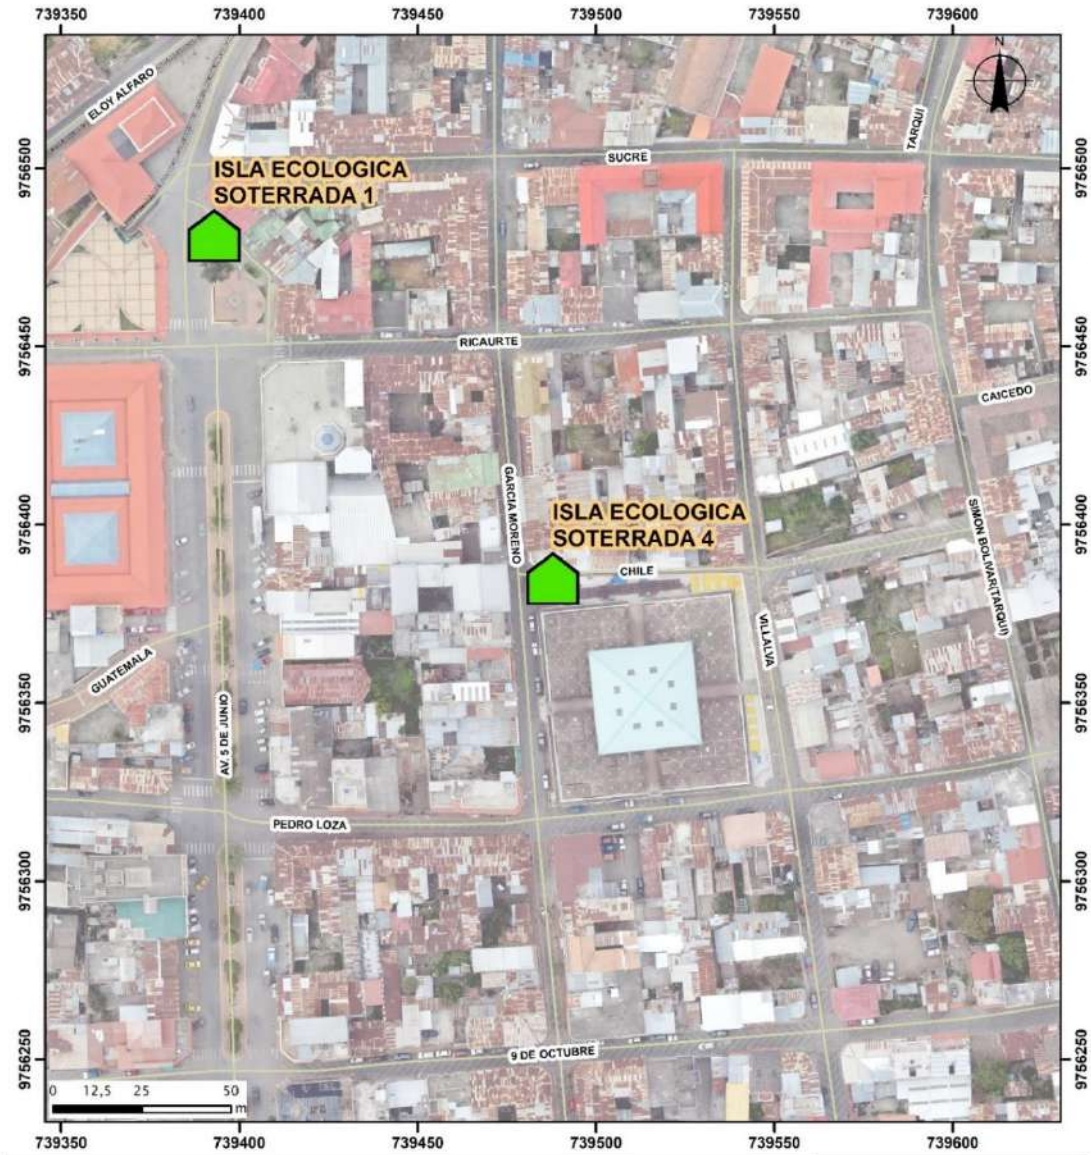 739350 739400 739450 739500 739550 739600
N
ELOY ALFARO
TARQUI
9756500
SUCRE
9756500
ISLA ECOLOGICA
SOTERRADA 1
9756450
RICAURTE
9756450
CAICEDO
GARCIA MORENO
9756400
ISLA ECOLOGICA
SOTERRADA 4
9756400
SIMON BOLIVAR(TARQUI)
CHILE
VILLALVA
GUATEMALA
9756350
AV. 5 DE JUNIO
9756350
PEDRO LOZA
9756300
9756300
9 DE OCTUBRE
9756250
9756250
0 12,5 25 50
m
739350 739400 739450 739500 739550 739600